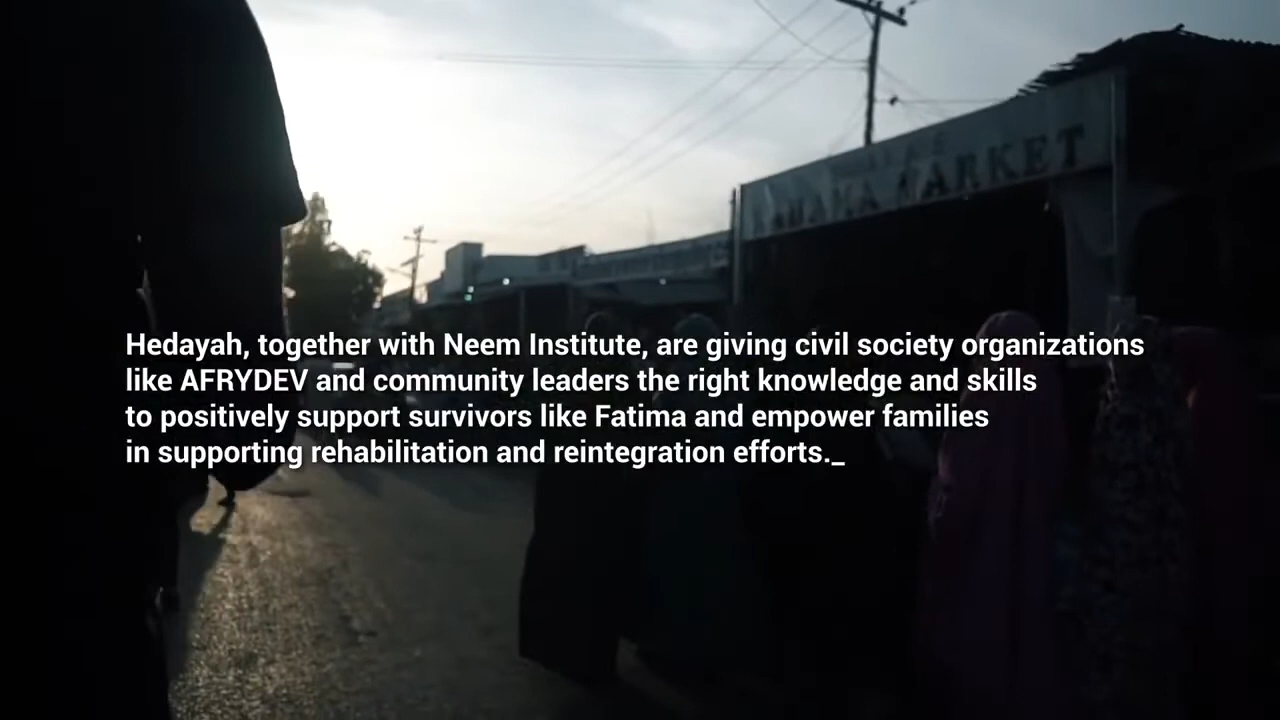 MARKET
Hedayah, together with Neem Institute, are giving civil society organizations
like AFRYDEV and community leaders the right knowledge and skills
to positively support survivors like Fatima and empower families
in supporting rehabilitation and reintegration efforts._